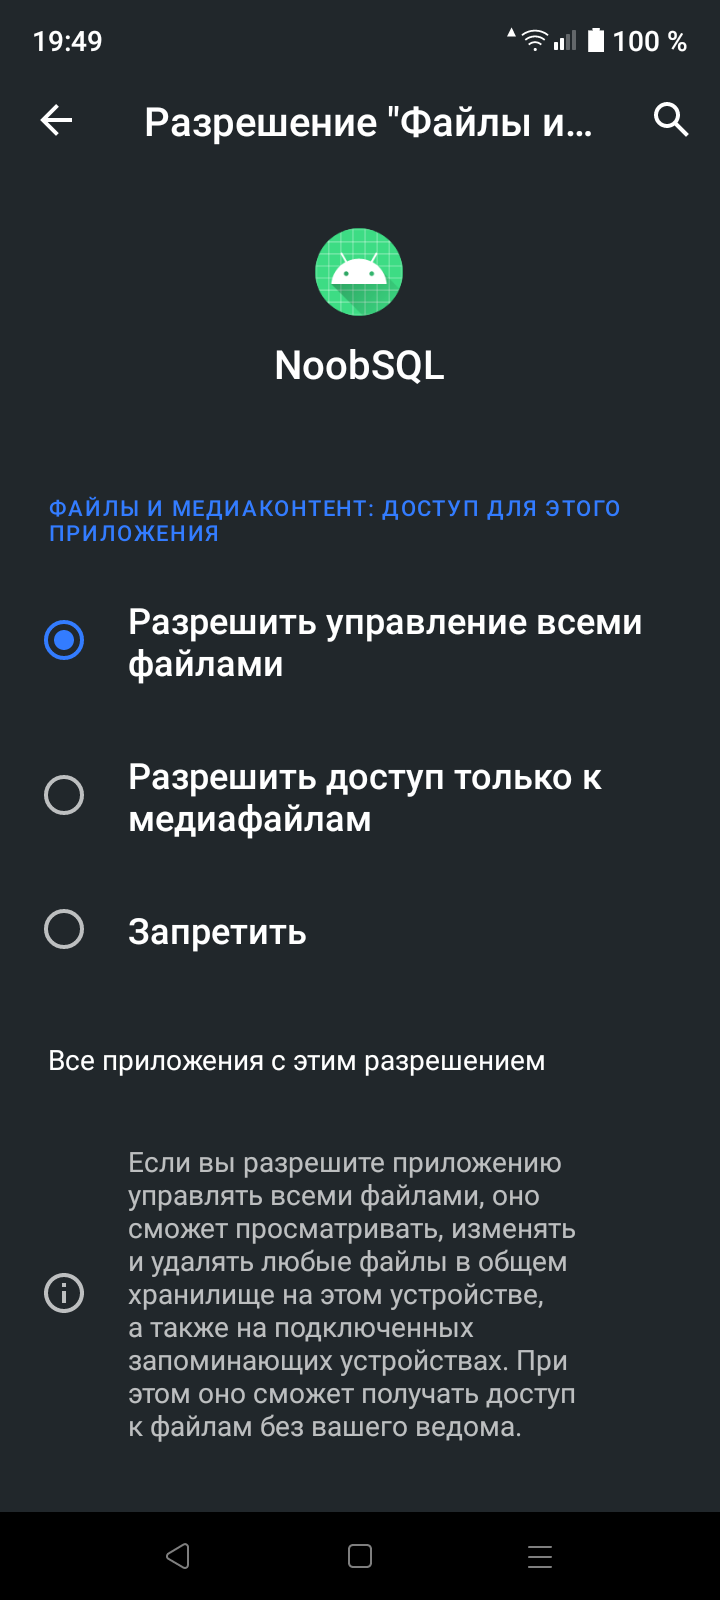 19:49
100 %
Разрешение "Файлы и...
NoobSQL
ФАЙЛЫ И МЕДИАКОНТЕНТ: ДОСТУП ДЛЯ ЭТОГО
ПРИЛОЖЕНИЯ
Разрешить управление всеми
файлами
Разрешить доступ только к
медиафайлам
Запретить
Все приложения с этим разрешением
Если вы разрешите приложению
управлять всеми файлами, оно
сможет просматривать, изменять
и удалять любые файлы в общем
хранилище на этом устройстве,
а также на подключенных
запоминающих устройствах. При
этом оно сможет получать доступ
к файлам без вашего ведома.